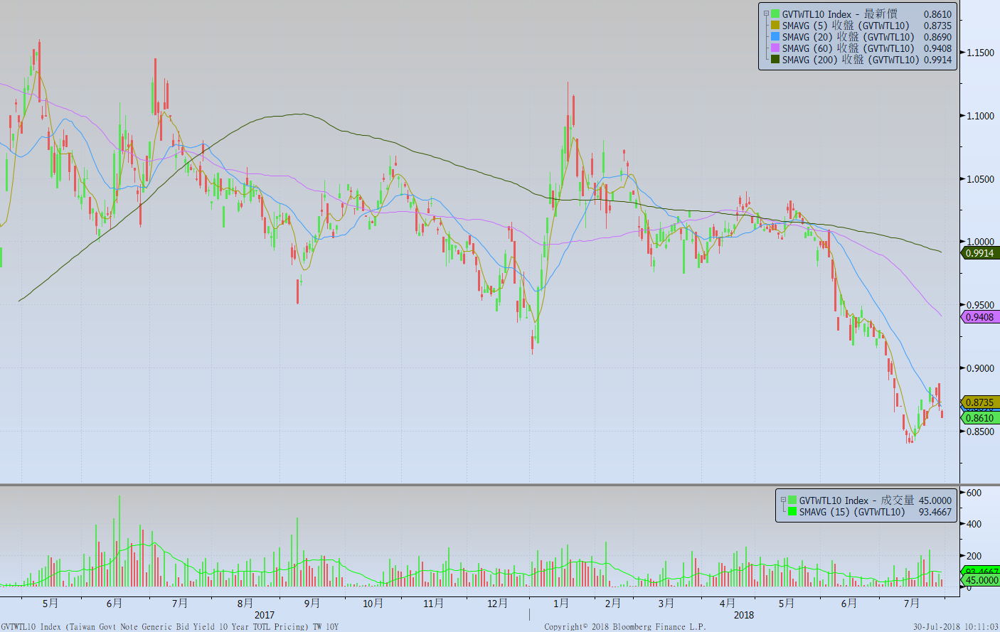 GVTWTL10 Index - 最新價 0.8610
SMAVG (5) 收盤 (GVTWTL10) 0.8735
SMAVG (20) 收盤 (GVTWTL10) 0.8690
SMAVG (60) 收盤 (GVTWTL10) 0.9408
SMAVG (200) 收盤 (GVTWTL10) 0.9914
1.1500
1.1000
1.0500
1.0000
0.9914
0.9500
0.9408
0.9000
0.8735
0.8610
0.8500
GVTWTL10 Index - 成交量 45.0000
SMAVG (15) (GVTWTL10) 93.4667
600
400
200
93.4667
45.0000
0
5月 6月 7月 8月 9月 10月 11月 12月 1月 2月 3月 4月 5月 6月 7月
2017 2018
GVTWTL10 Index (Taiwan Govt Note Generic Bid Yield 10 Year TOTL Pricing) TW 10Y Copyright© 2018 Bloomberg Finance L.P. 30-Jul-2018 10:11:03